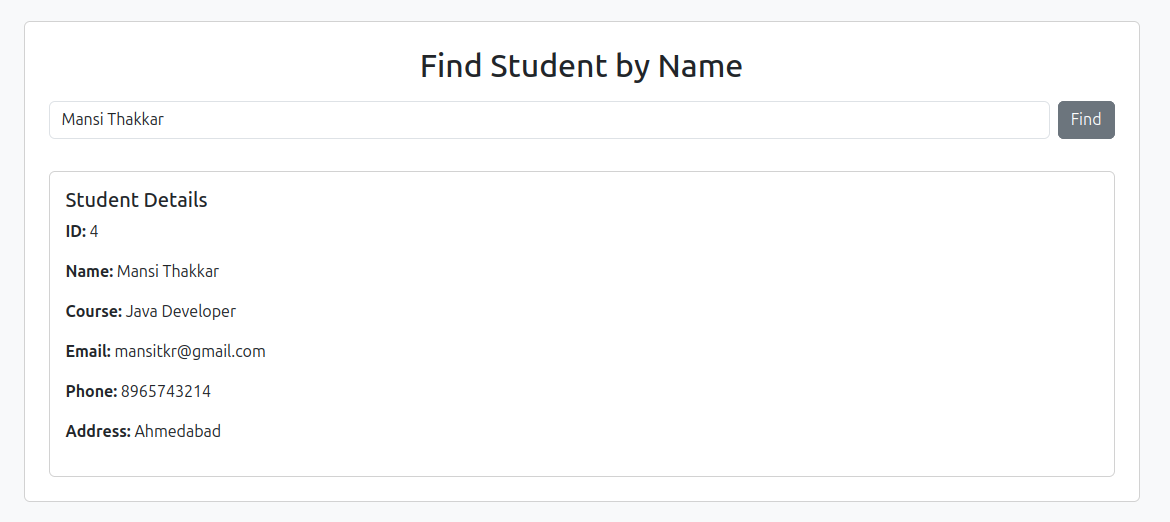 Find Student by Name
Mansi Thakkar
Find
Student Details
ID: 4
Name: Mansi Thakkar
Course: Java Developer
Email: mansitkr@gmail.com
Phone: 8965743214
Address: Ahmedabad